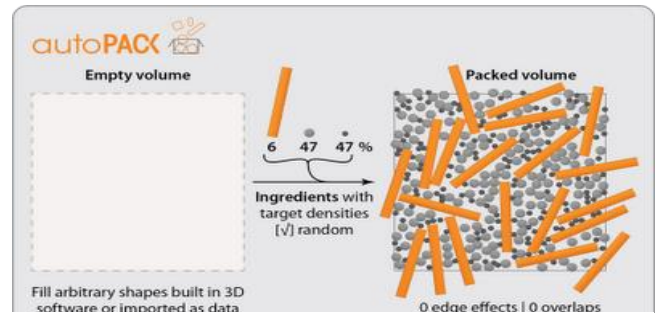 autoPACK
Empty volume
Packed volume
6 47 47 %
Ingredients with
target densities
[√] random
Fill arbitrary shapes built in 3D
software or imported as data
0 edge effects | 0 overlaps